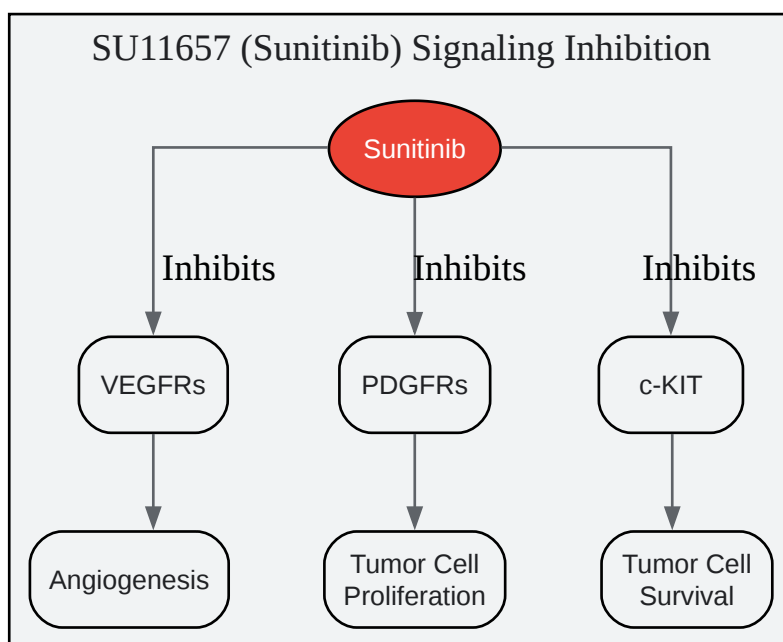 SU11657 (Sunitinib) Signaling Inhibition
Sunitinib
Inhibits
Inhibits
Inhibits
VEGFRs
PDGFRs
c-KIT
Angiogenesis
Tumor Cell
Proliferation
Tumor Cell
Survival